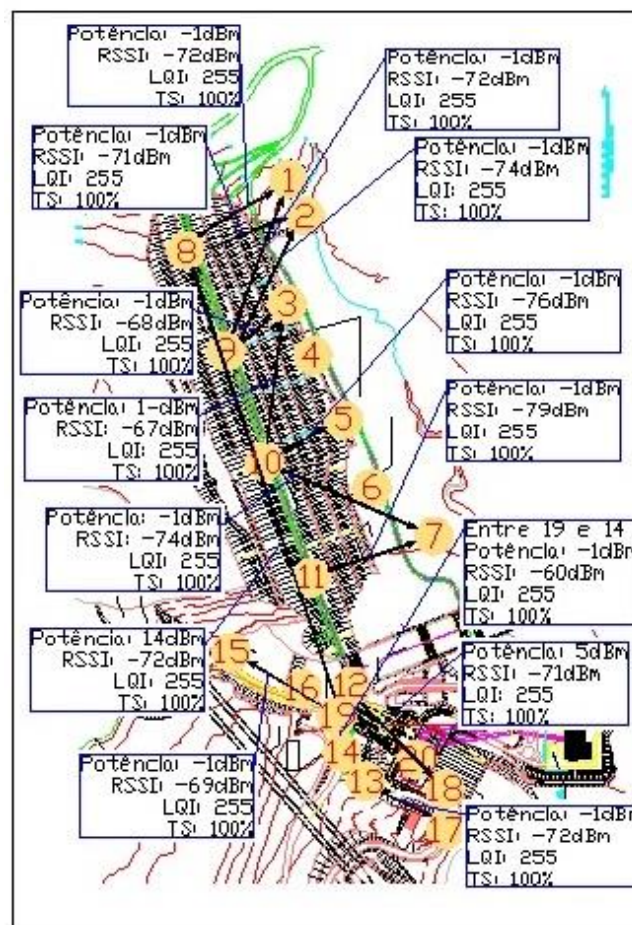 Potência: -1dBm
RSSI: -72dBm
LQI: 255
TS: 100%
Potência: -1dBm
RSSI: -72dBm
LQI: 255
TS: 100%
Potência: -1dBm
RSSI: -71dBm
LQI: 255
TS: 100%
Potência: -1dBm
RSSI: -74dBm
LQI: 255
TS: 100%
1
2
8
3
Potência: -1dBm
RSSI: -76dBm
LQI: 255
TS: 100%
Potência: -1dBm
RSSI: -68dBm
LQI: 255
TS: 100%
9
4
Potência: -1dBm
RSSI: -79dBm
LQI: 255
TS: 100%
Potência: 1-dBm
RSSI: -67dBm
LQI: 255
TS: 100%
5
10
6
Potência: -1dBm
RSSI: -74dBm
LQI: 255
TS: 100%
7
Entre 19 e 14
Potência: -1dBm
RSSI: -60dBm
LQI: 255
TS: 100%
11
Potência: 14dBm
RSSI: -72dBm
LQI: 255
TS: 100%
15
Potência: 5dBm
RSSI: -71dBm
LQI: 255
TS: 100%
16
12
19
14
20
13
18
17
Potência: -1dBm
RSSI: -69dBm
LQI: 255
TS: 100%
Potência: -1dBm
RSSI: -72dBm
LQI: 255
TS: 100%